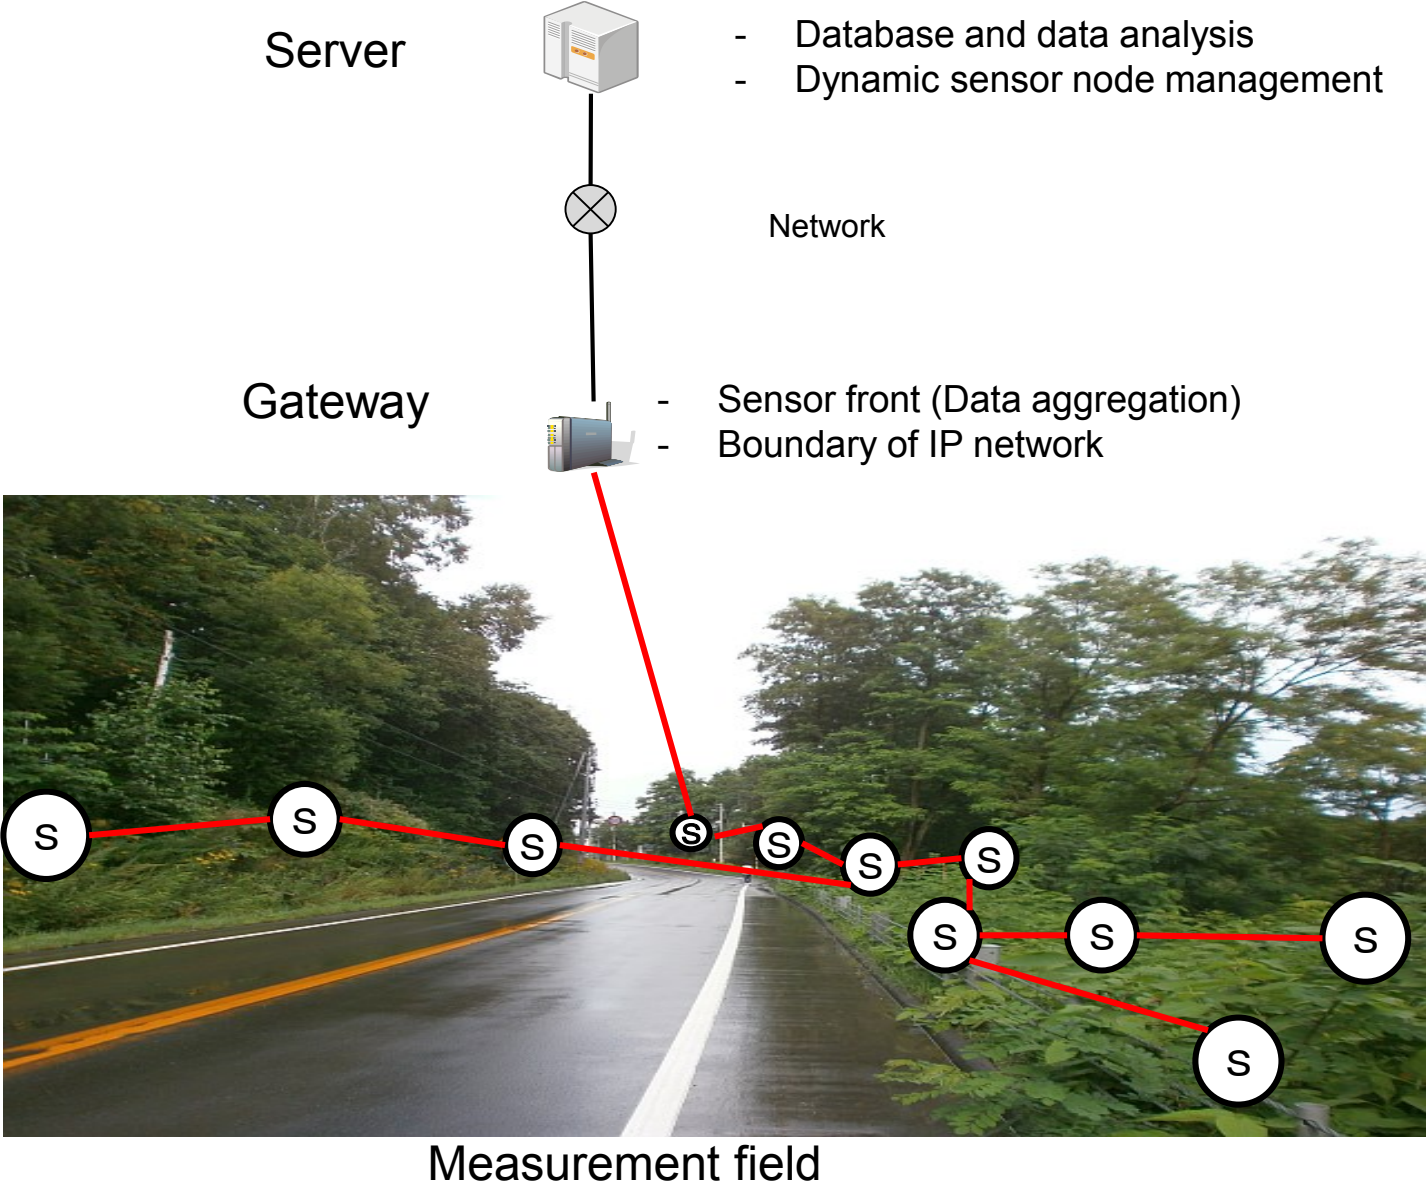 Server
- Database and data analysis
- Dynamic sensor node management
Network
Gateway
- Sensor front (Data aggregation)
- Boundary of IP network
S
S
S
S
S
S
S
S
S
S
S
Measurement field